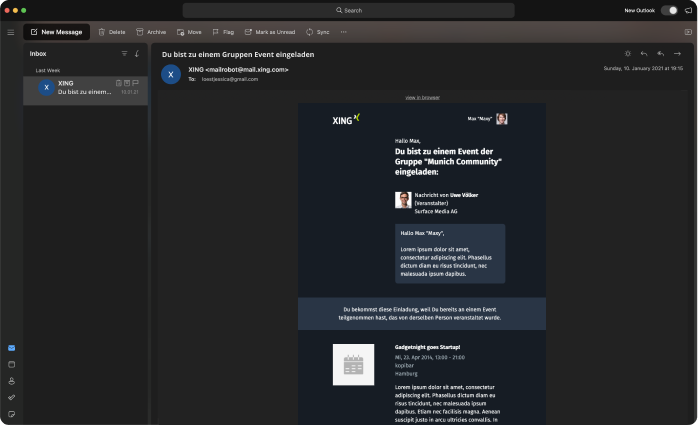 Search
New Outlook
New Message
Delete
Archive
Move
Flag
Mark as Unread
Sync
Inbox
Last Week
XING
Du bist zu einem...
X
Du bist zu einem Gruppen Event eingeladen
X
XING <mailrobot@mail.xing.com>
To:
Sunday, 10. January 2021 at 19:15
view in browser
XING
Max "Maxy"
Hallo Max,
Du bist zu einem Event der
Gruppe "Munich Community"
eingeladen:
Nachricht von Uwe Völker
(Veranstalter)
Surface Media AG
Hallo Max "Maxy",
Lorem ipsum dolor sit amet,
consectetur adipiscing elit. Phasellus
dictum diam eu risus tincidunt, nec
malesuada ipsum dapibus.
Du bekommst diese Einladung, weil Du bereits an einem Event
teilgenommen hast, das von derselben Person veranstaltet wurde.
Gadgetnight goes Startup!
Mi, 23. Apr 2014, 13:00 - 21:00
kopibar
Hamburg
Lorem ipsum dolor sit amet, consectetur
adipiscing elit. Phasellus dictum diam eu
risus tincidunt, nec malesuada ipsum
dapibus. Etiam nec facilisis magna. Aenean
suscipit justo in arcu ultricies convallis. In